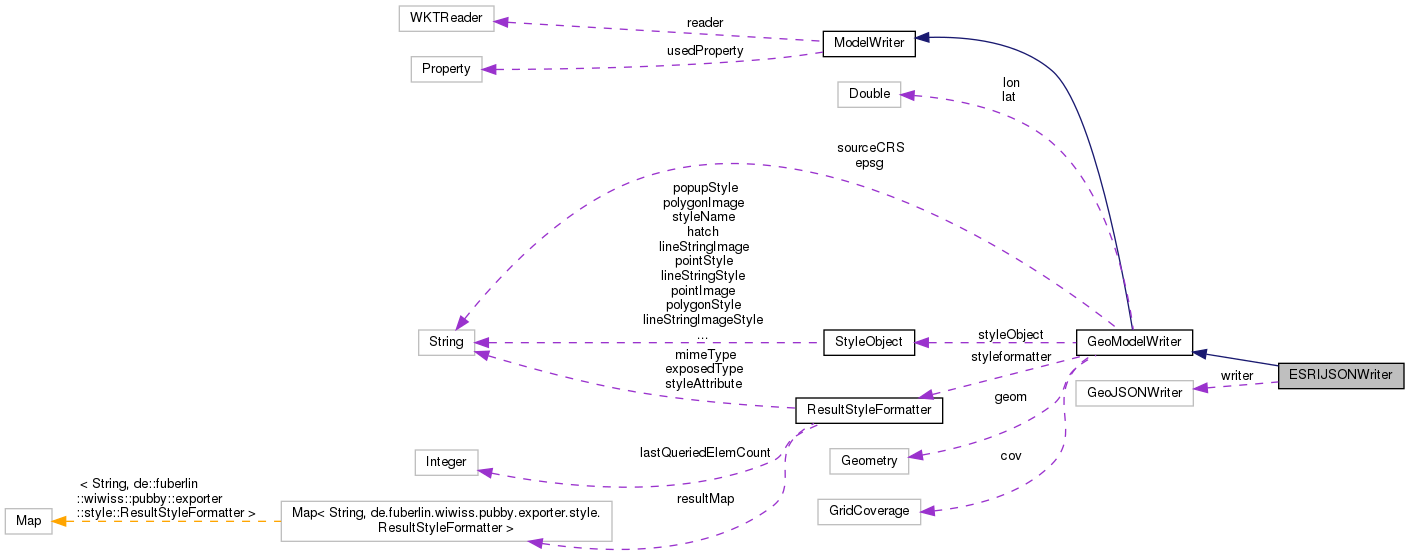 WKTReader
reader
ModelWriter
usedProperty
Property
lon
lat
Double
sourceCRS
epsg
popupStyle
polygonImage
styleName
hatch
lineStringImage
pointStyle
lineStringStyle
pointImage
polygonStyle
lineStringImageStyle
...
String
StyleObject
styleObject
GeoModelWriter
mimeType
exposedType
styleAttribute
styleformatter
ESRIJSONWriter
writer
GeoJSONWriter
ResultStyleFormatter
geom
lastQueriedElemCount
Integer
Geometry
cov
resultMap
GridCoverage
< String, de::fuberlin
::wiwiss::pubby::exporter
::style::ResultStyleFormatter >
Map
Map< String, de.fuberlin.wiwiss.pubby.exporter.style.
ResultStyleFormatter >